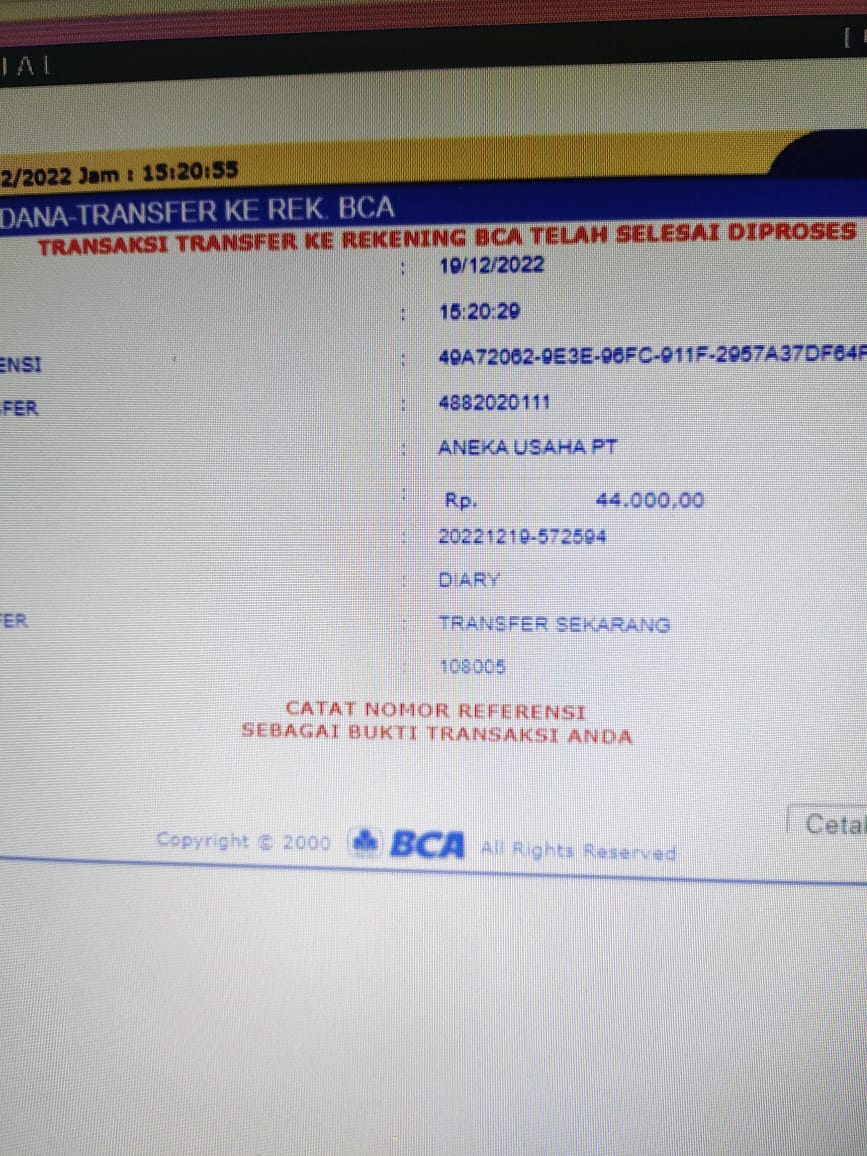 IAL
2/2022 Jam : 15:20:55
DANA-TRANSFER KE REK. BCA
TRANSAKSI TRANSFER KE REKENING BCA TELAH SELESAI DIPROSES
: 19/12/2022
: 15:20:29
ENSI : 49A72062-9E3E-96FC-911F-2957A37DF64F
FER : 4882020111
: ANEKA USAHA PT
: Rp. 44.000,00
: 20221219-572594
: DIARY
FER : TRANSFER SEKARANG
: 108005
CATAT NOMOR REFERENSI
SEBAGAI BUKTI TRANSAKSI ANDA
Cetak
Copyright © 2000 BCA All Rights Reserved